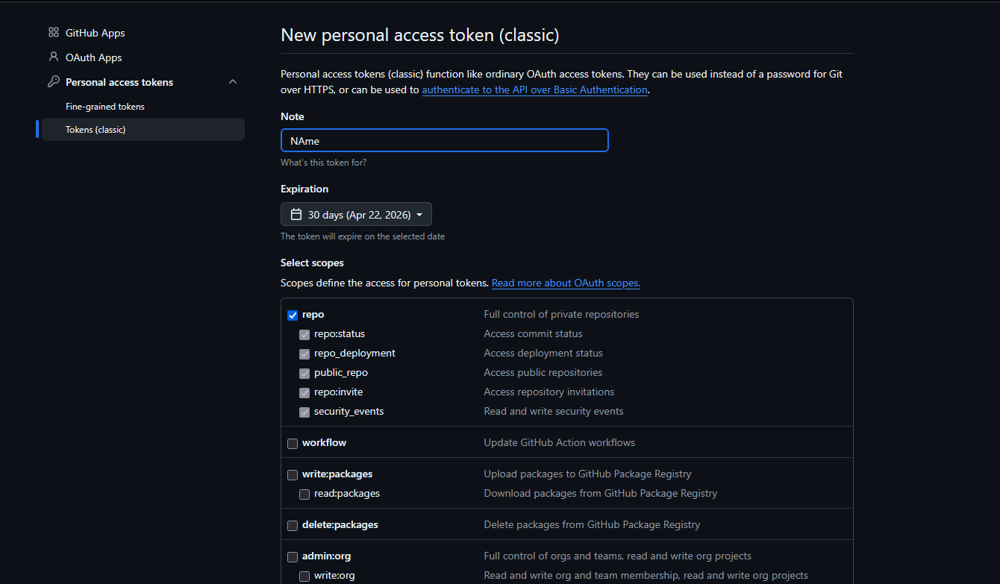 GitHub Apps
OAuth Apps
Personal access tokens
Fine-grained tokens
Tokens (classic)
New personal access token (classic)
Personal access tokens (classic) function like ordinary OAuth access tokens. They can be used instead of a password for Git
over HTTPS, or can be used to authenticate to the API over Basic Authentication.
Note
NAme
What's this token for?
Expiration
30 days (Apr 22, 2026)
The token will expire on the selected date
Select scopes
Scopes define the access for personal tokens. Read more about OAuth scopes.
repo Full control of private repositories
repo:status Access commit status
repo_deployment Access deployment status
public_repo Access public repositories
repo:invite Access repository invitations
security_events Read and write security events
workflow Update GitHub Action workflows
write:packages Upload packages to GitHub Package Registry
read:packages Download packages from GitHub Package Registry
delete:packages Delete packages from GitHub Package Registry
admin:org Full control of orgs and teams, read and write org projects
write:org Read and write org and team membership, read and write org projects